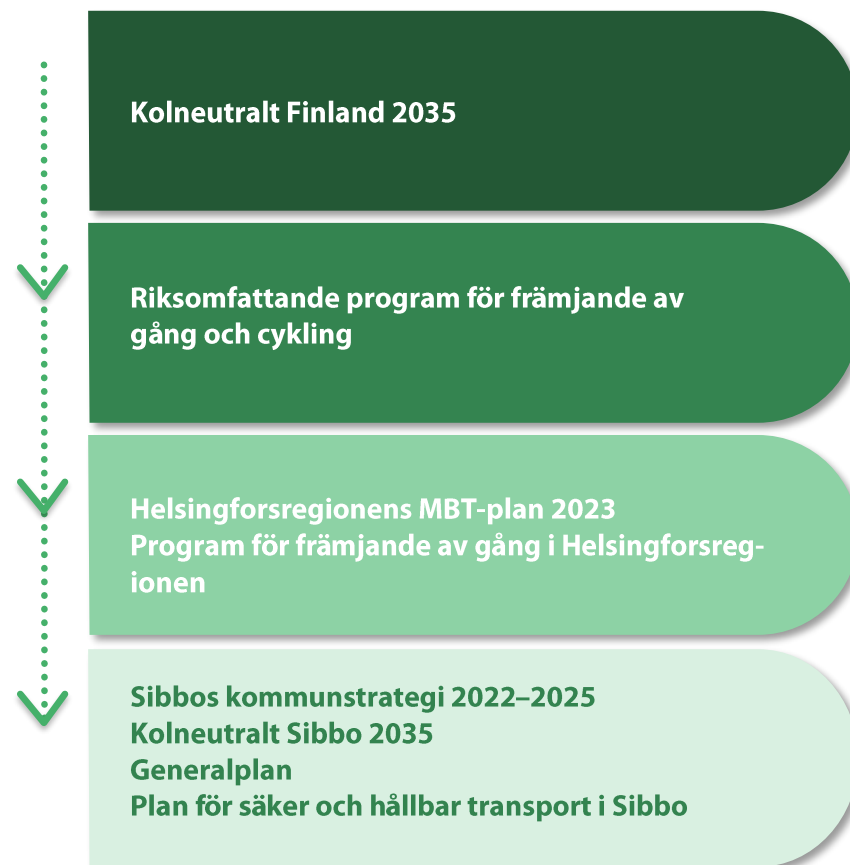 Kolneutralt Finland 2035
Riksomfattande program för främjande av
gång och cykling
Helsingforsregionens MBT-plan 2023
Program för främjande av gång i Helsingforsreg-
ionen
Sibbos kommunstrategi 2022–2025
Kolneutralt Sibbo 2035
Generalplan
Plan för säker och hållbar transport i Sibbo